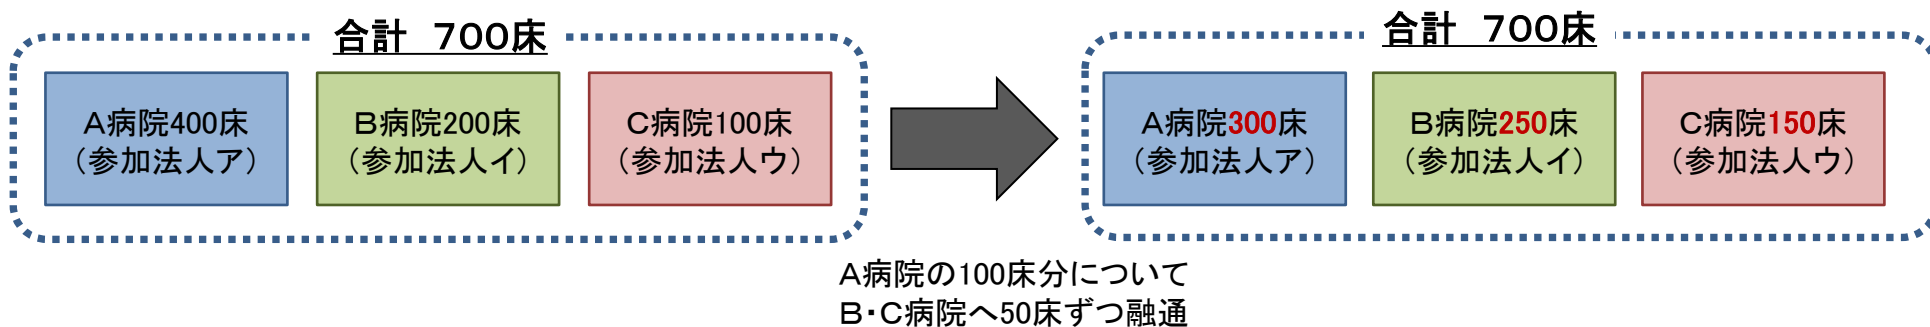 合計　７００床
Ａ病院400床
（参加法人ア）
Ｂ病院200床
（参加法人イ）
Ｃ病院100床
（参加法人ウ）
合計　７００床
Ａ病院300床
（参加法人ア）
Ｂ病院250床
（参加法人イ）
Ｃ病院150床
（参加法人ウ）
Ａ病院の100床分について
Ｂ・Ｃ病院へ50床ずつ融通